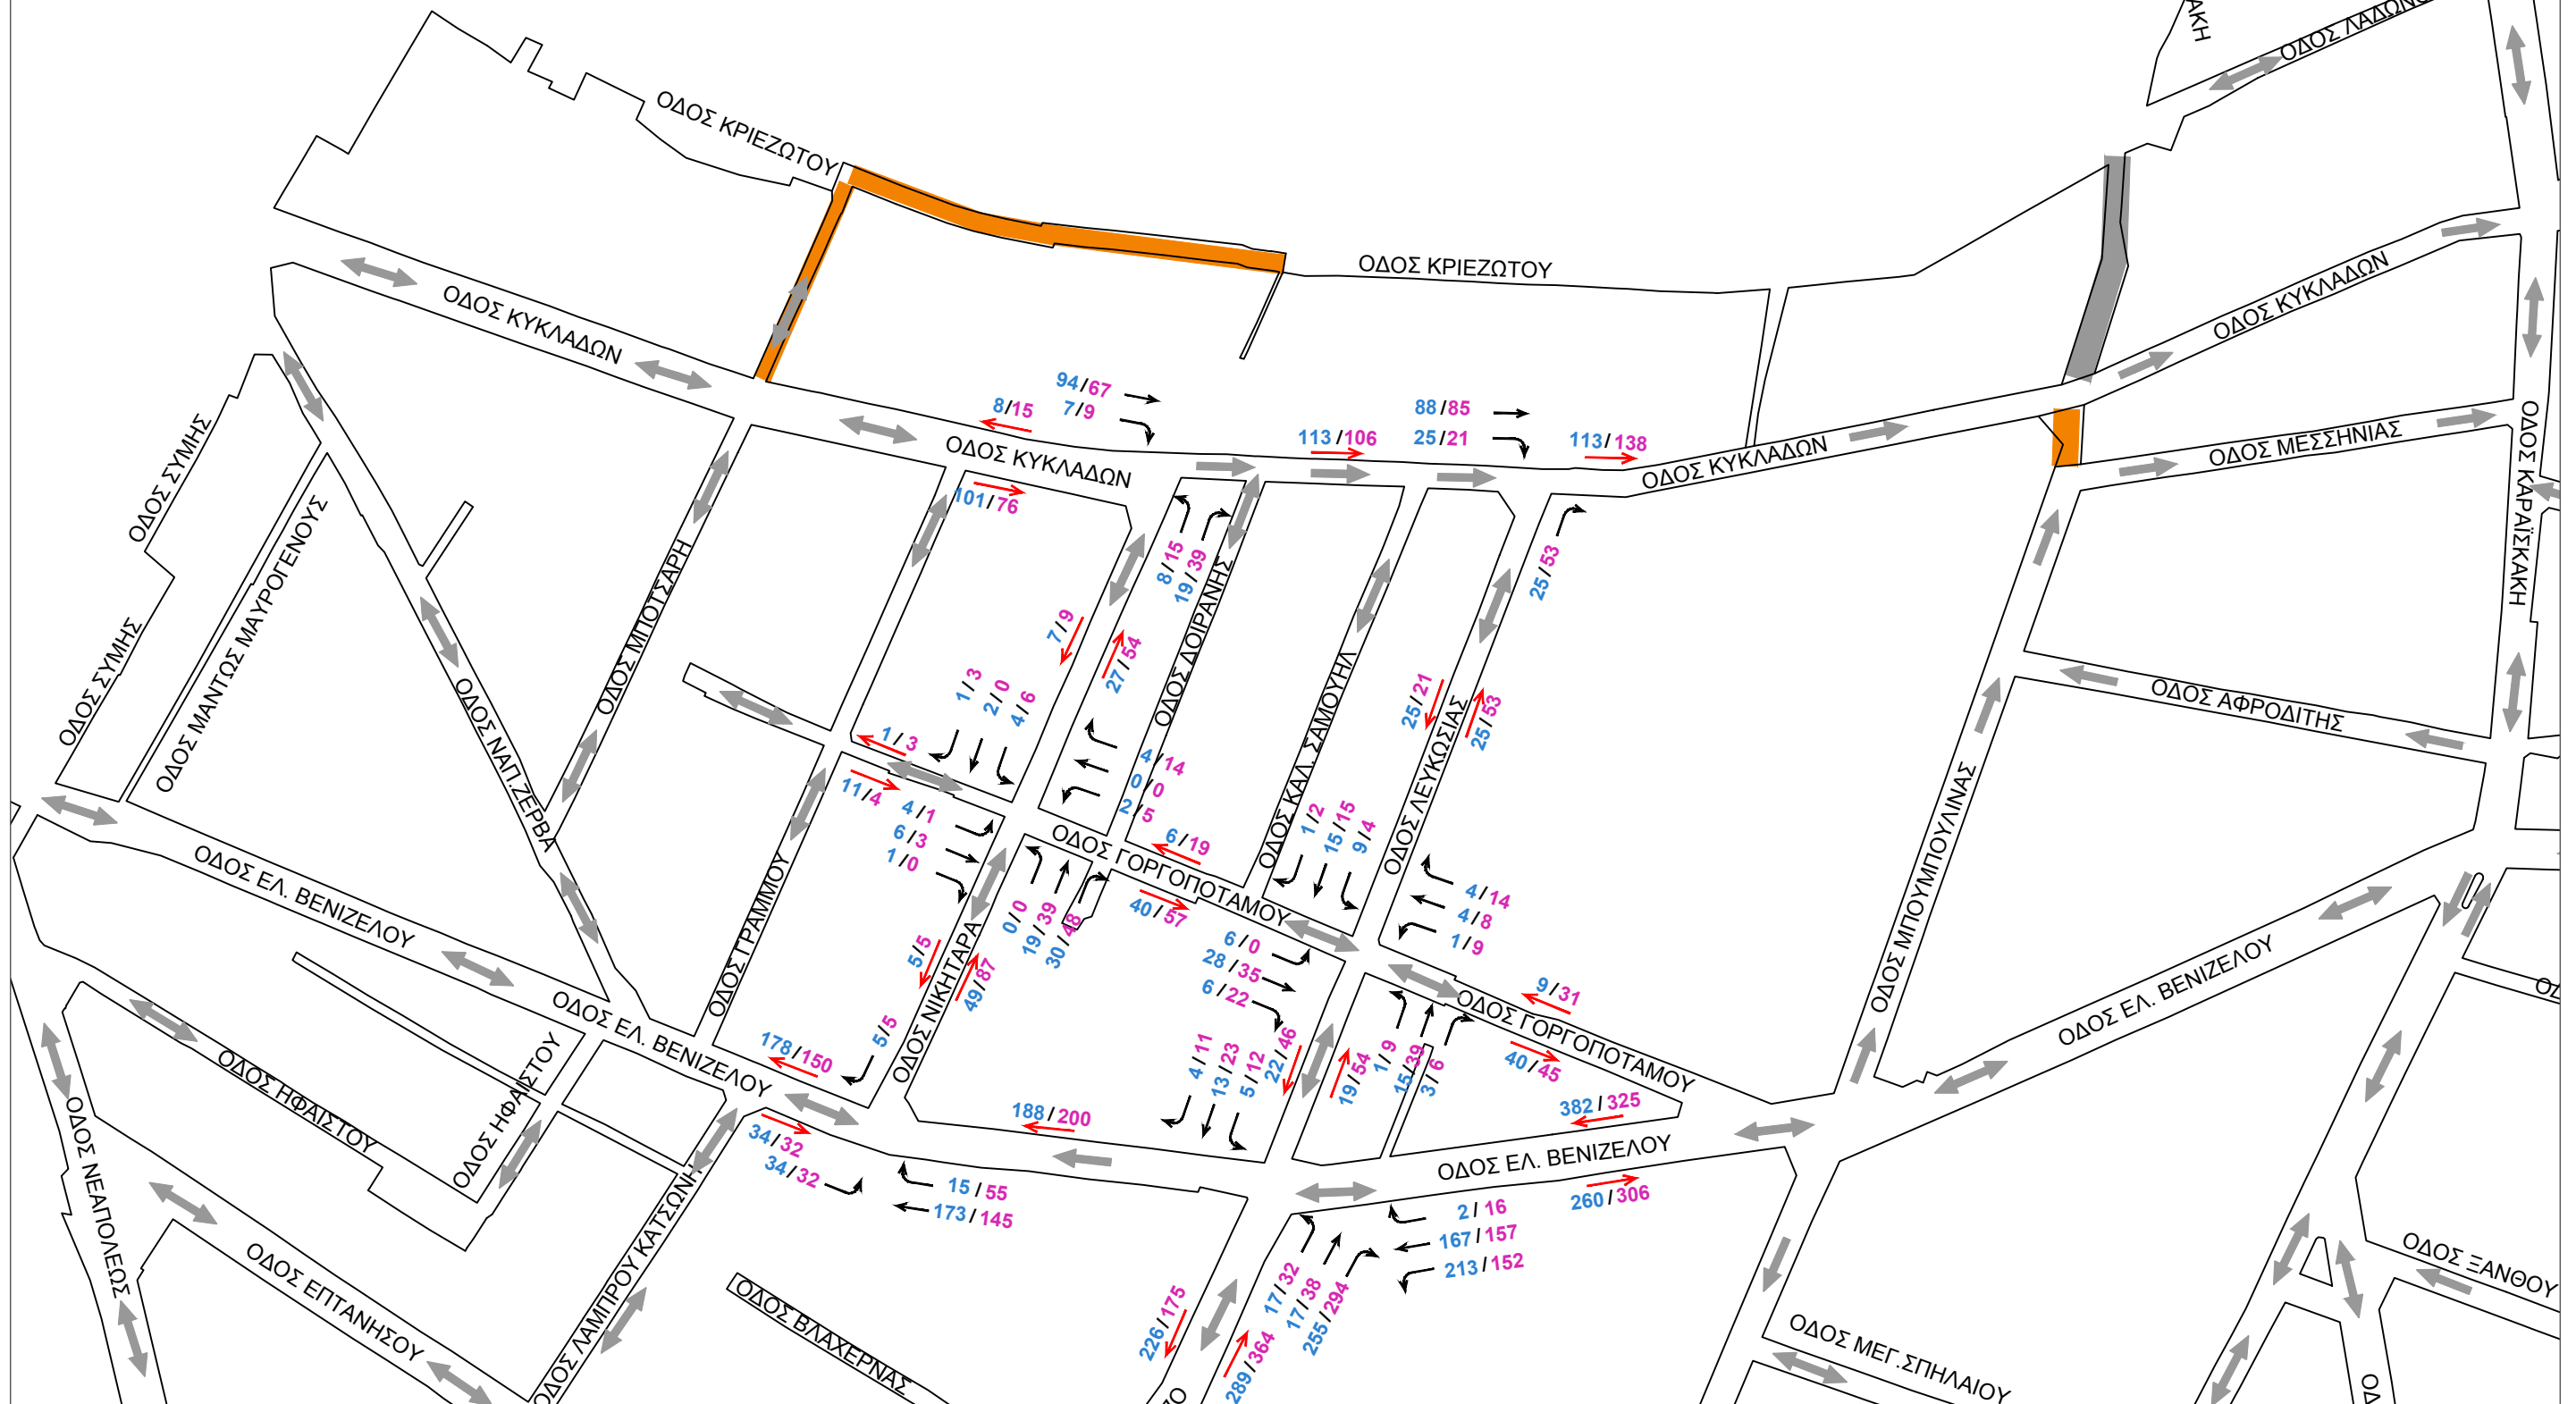 ΑΚΗ
ΟΔΟΣ ΛΑΔΩΝΟ
ΟΔΟΣ ΚΡΙΕΖΩΤΟΥ
ΟΔΟΣ ΚΡΙΕΖΩΤΟΥ
ΟΔΟΣ ΚΥΚΛΑΔΩΝ
ΟΔΟΣ ΚΥΚΛΑΔΩΝ
94/67
7/9
8/15
88/85
113/106
25/21
113/138
ΟΔΟΣ ΚΥΚΛΑΔΩΝ
ΟΔΟΣ ΚΥΚΛΑΔΩΝ
ΟΔΟΣ ΜΕΣΣΗΝΙΑΣ
ΟΔΟΣ ΚΑΡΑΪΣΚΑΚΗ
101/76
ΟΔΟΣ ΣΥΜΗΣ
ΟΔΟΣ ΣΥΜΗΣ
ΟΔΟΣ ΜΑΝΤΩΣ ΜΑΥΡΟΓΕΝΟΥΣ
ΟΔΟΣ ΝΑΠ.ΖΕΡΒΑ
ΟΔΟΣ ΜΠΟΤΣΑΡΗ
8/15
19/39
25/53
7/9
27/54
ΟΔΟΣ ΔΟΙΡΑΝΗΣ
1/3
2/0
4/6
25/21
25/53
ΟΔΟΣ ΚΑΛ. ΣΑΜΟΥΗΛ
ΟΔΟΣ ΛΕΥΚΩΣΙΑΣ
ΟΔΟΣ ΑΦΡΟΔΙΤΗΣ
ΟΔΟΣ ΜΠΟΥΜΠΟΥΛΙΝΑΣ
1/3
11/4
4/1
6/3
1/0
4/14
0/0
2/5
6/19
ΟΔΟΣ ΓΟΡΓΟΠΟΤΑΜΟΥ
40/57
1/2
15/15
9/4
4/14
4/8
1/9
ΟΔΟΣ ΕΛ. ΒΕΝΙΖΕΛΟΥ
ΟΔΟΣ ΓΡΑΜΜΟΥ
ΟΔΟΣ ΝΙΚΗΤΑΡΑ
5/5
49/87
0/0
19/39
30/48
6/0
28/35
6/22
9/31
ΟΔΟΣ ΓΟΡΓΟΠΟΤΑΜΟΥ
40/45
ΟΔΟΣ ΕΛ. ΒΕΝΙΖΕΛΟΥ
ΟΔΟΣ ΕΛ. ΒΕΝΙΖΕΛΟΥ
178/150
5/5
4/11
13/23
5/12
22/46
19/54
1/9
15/39
3/6
382/325
188/200
ΟΔΟΣ ΗΦΑΙΣΤΟΥ
ΟΔΟΣ ΗΦΑΙΣΤΟΥ
34/32
34/32
15/55
173/145
ΟΔΟΣ ΕΛ. ΒΕΝΙΖΕΛΟΥ
260/306
2/16
167/157
213/152
ΟΔΟΣ ΝΕΑΠΟΛΕΩΣ
ΟΔΟΣ ΕΠΤΑΝΗΣΟΥ
ΟΔΟΣ ΛΑΜΠΡΟΥ ΚΑΤΣΩΝΗ
ΟΔΟΣ ΒΛΑΧΕΡΝΑΣ
226/175
289/364
17/32
17/38
255/294
ΟΔΟΣ ΞΑΝΘΟΥ
ΟΔΟΣ ΜΕΓ.ΣΠΗΛΑΙΟΥ